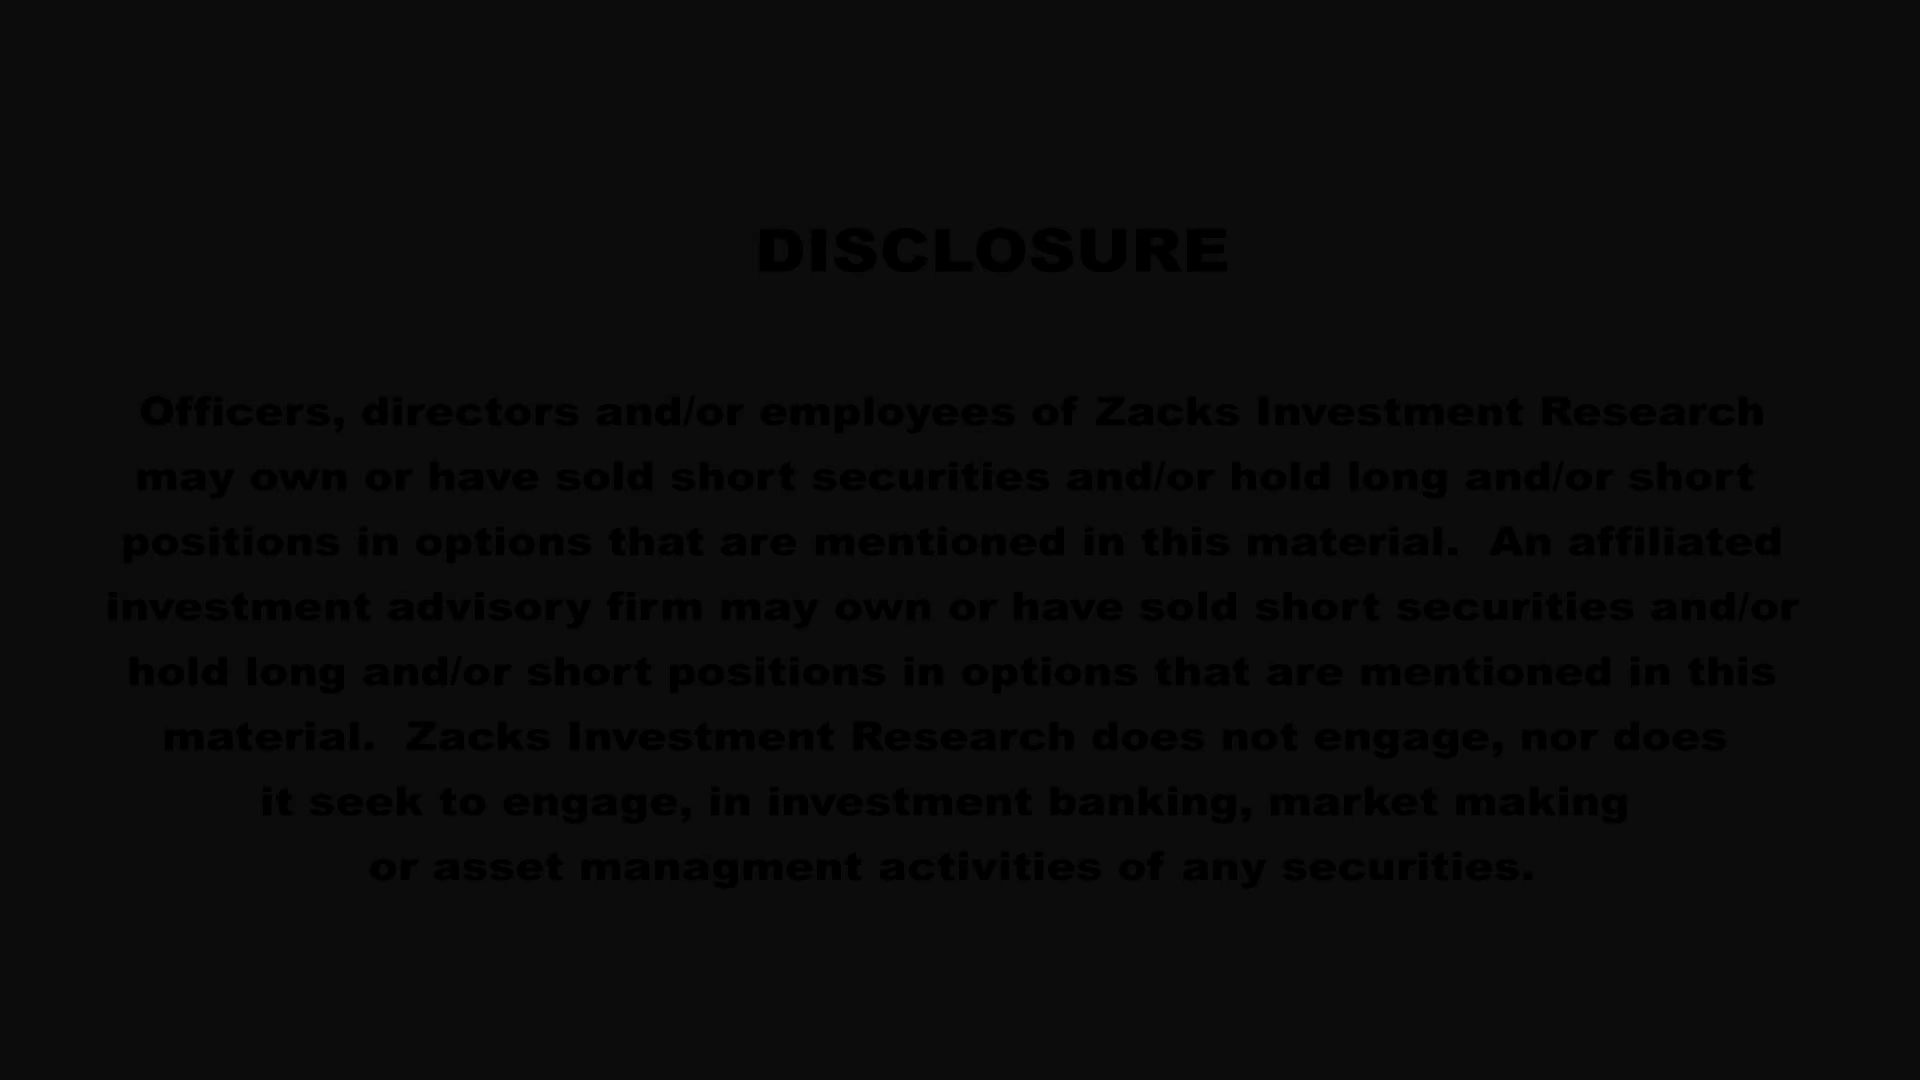 DISCLOSURE
Officers, directors and/or employees of Zacks Investment Research
may own or have sold short securities and/or hold long and/or short
positions in options that are mentioned in this material.  An affiliated
investment advisory firm may own or have sold short securities and/or
hold long and/or short positions in options that are mentioned in this
material.  Zacks Investment Research does not engage, nor does
it seek to engage, in investment banking, market making
or asset managment activities of any securities.